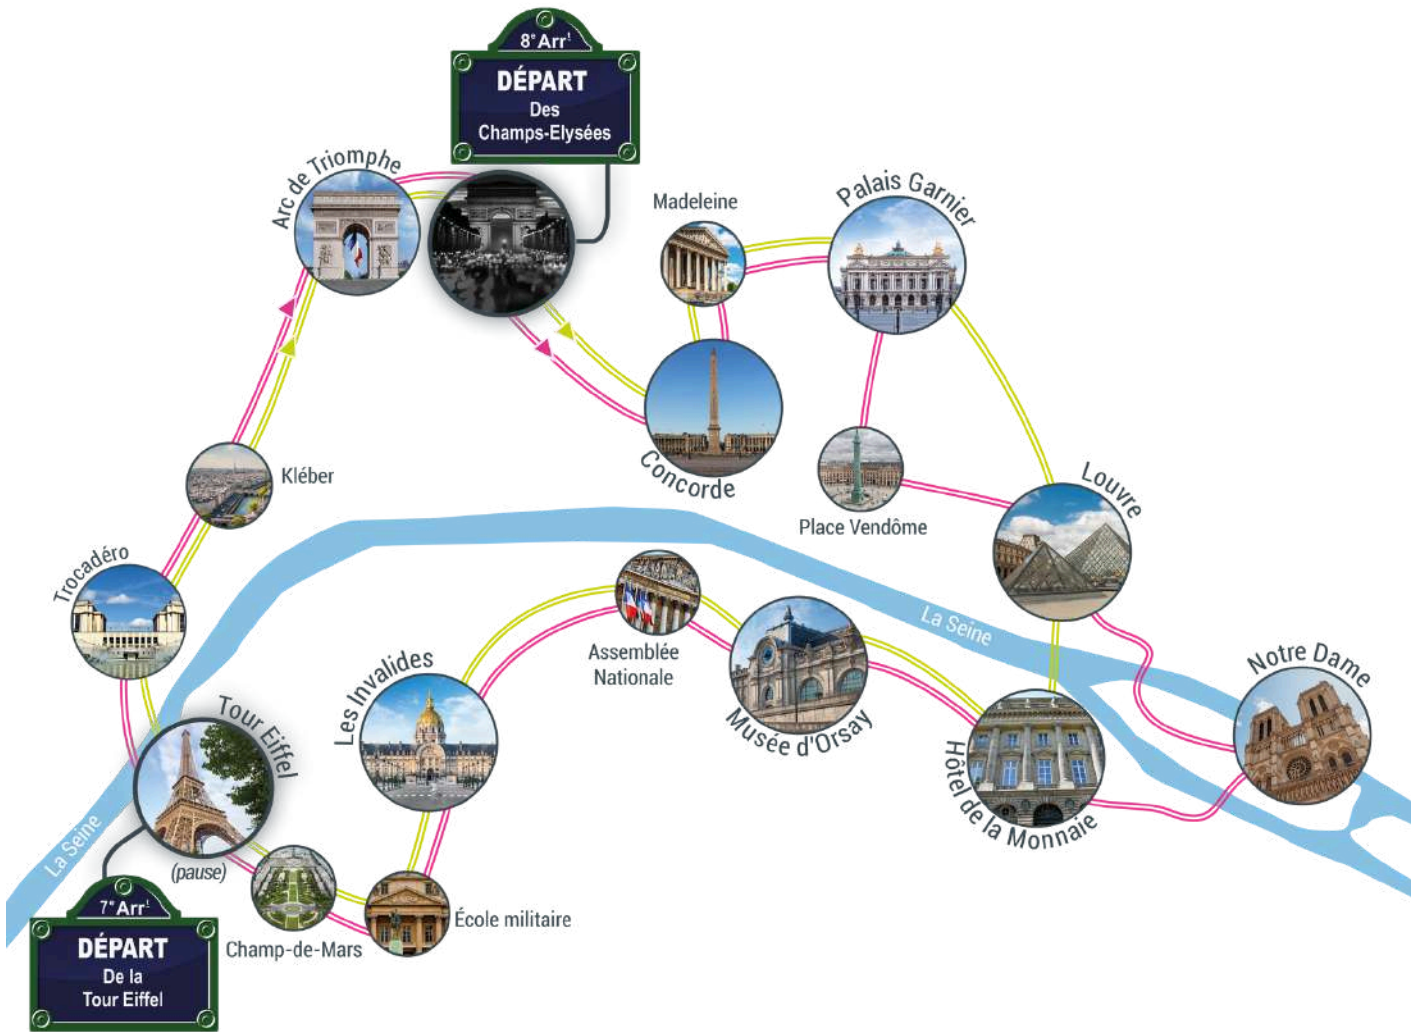 8e Arrt
DÉPART
Des
Champs-Elysées
Arc de Triomphe
Madeleine
Palais Garnier
Concorde
Kléber
Place Vendôme
Louvre
Trocadéro
La Seine
Assemblée
Nationale
Les Invalides
Musée d'Orsay
Notre Dame
Tour Eiffel
(pause)
Hôtel de la Monnaie
La Seine
Champ-de-Mars
École militaire
7e Arrt
DÉPART
De la
Tour Eiffel